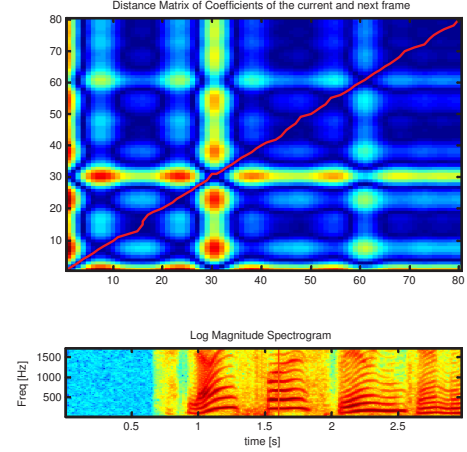 Distance Matrix of Coefficients of the current and next frame
80
70
60
50
40
30
20
10
10 20 30 40 50 60 70 80
Log Magnitude Spectrogram
Freq [Hz]
1500
1000
500
0.5 1 1.5 2 2.5
time [s]